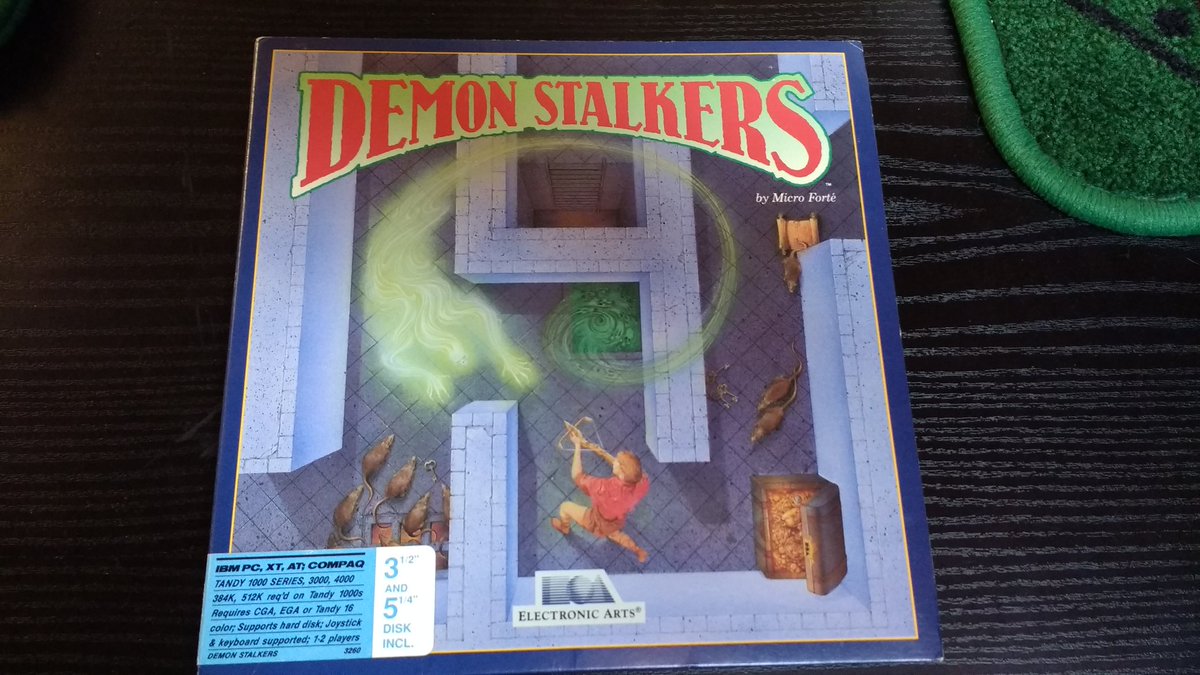 DEMON STALKERS
™
by Micro Forté
IBM PC, XT, AT; COMPAQ
TANDY 1000 SERIES, 3000, 4000
384K, 512K req'd on Tandy 1000s
Requires CGA, EGA or Tandy 16
color; Supports hard disk; Joystick
& keyboard supported; 1-2 players
DEMON STALKERS 3260
3 1/2"
AND
5 1/4"
DISK
INCL.
ELECTRONIC ARTS®